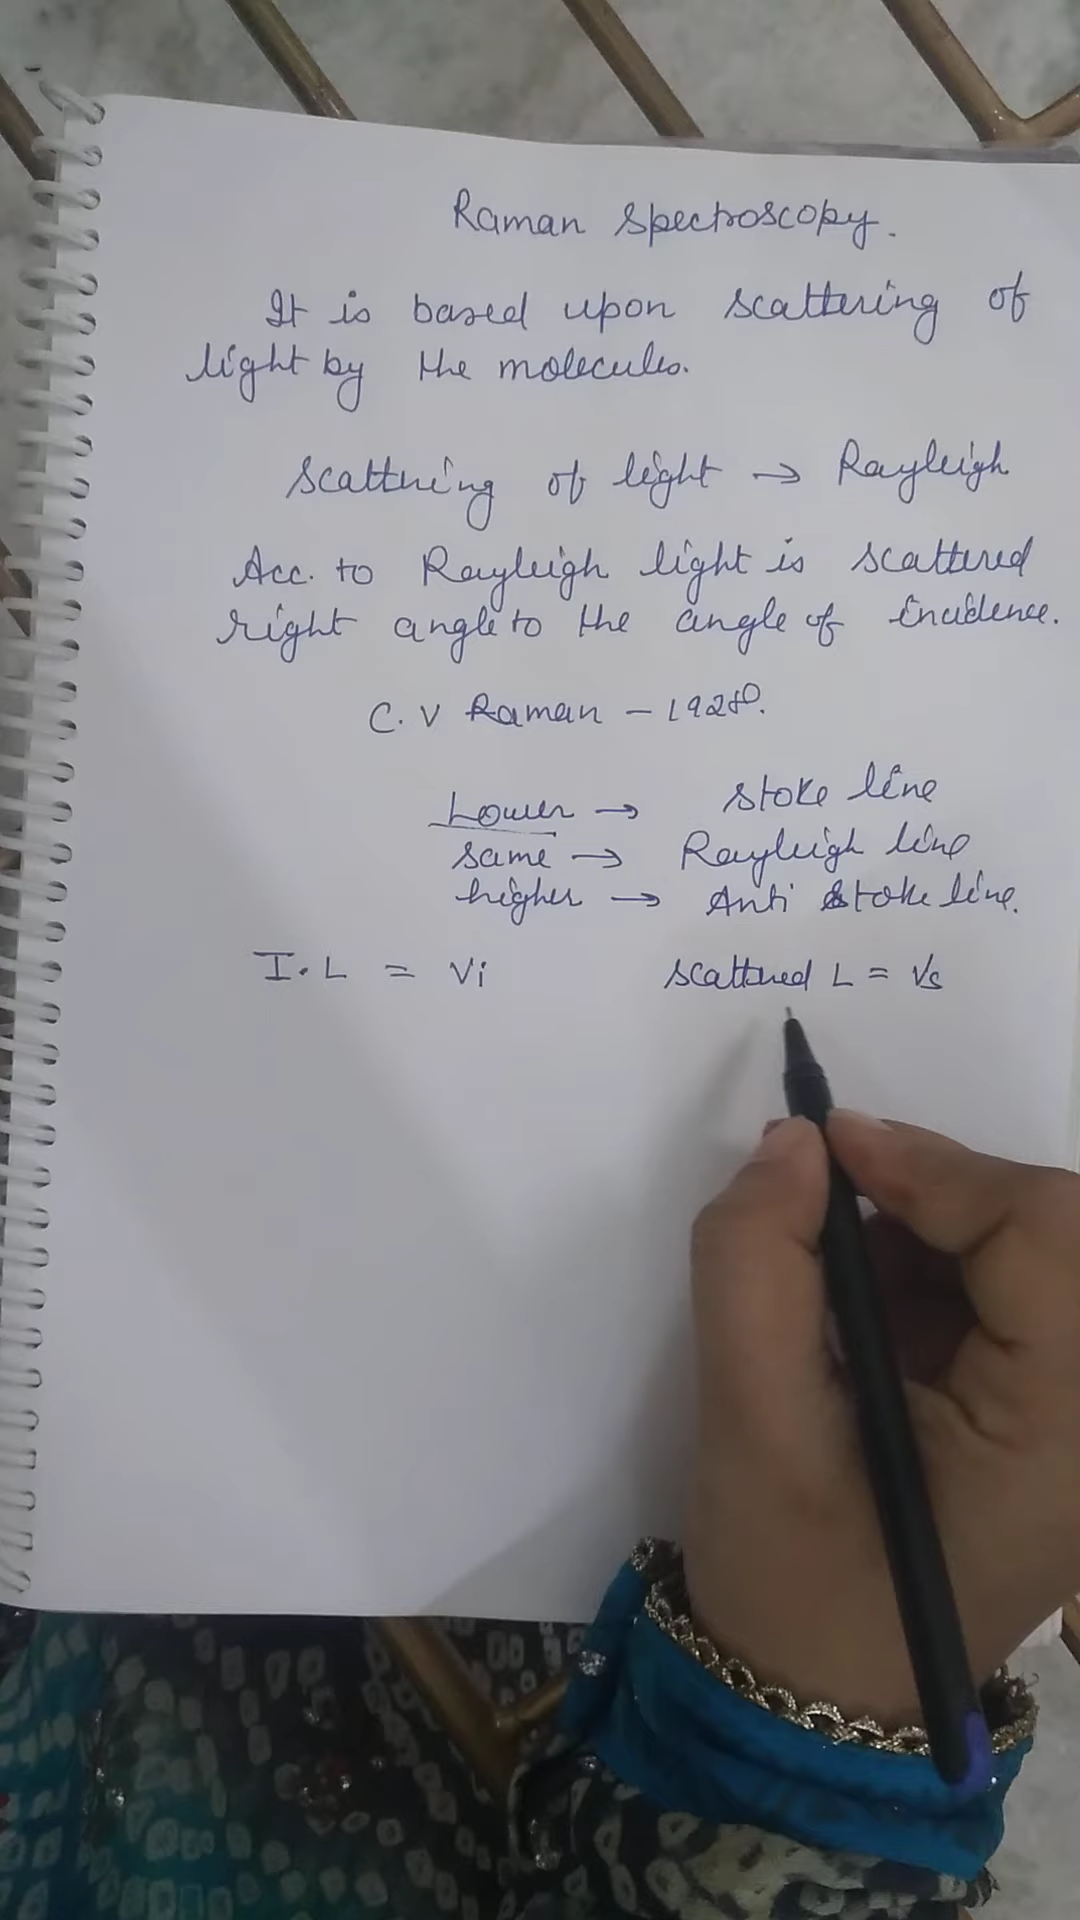 Raman Spectroscopy.
It is based upon scattering of
light by the molecules.
Scattring of light → Rayleigh
Acc. to Rayleigh light is scattered
right angle to the angle of incidence.
C. V Raman - 1928.
Lower → stoke line
same → Rayleigh line
higher → Anti Stoke line.
I. L = Vi scattered L = Vs